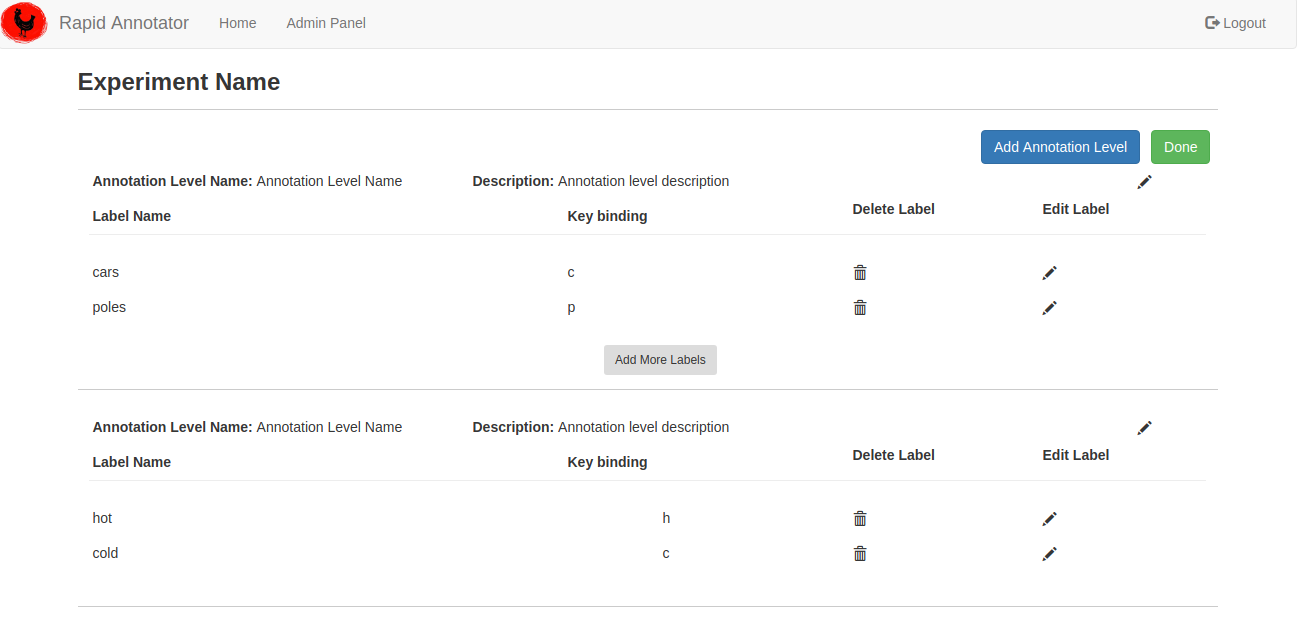 Rapid Annotator Home Admin Panel Logout
Experiment Name
Add Annotation Level Done
Annotation Level Name: Annotation Level Name Description: Annotation level description
Label Name Key binding Delete Label Edit Label
cars c
poles p
Add More Labels
Annotation Level Name: Annotation Level Name Description: Annotation level description
Label Name Key binding Delete Label Edit Label
hot h
cold c